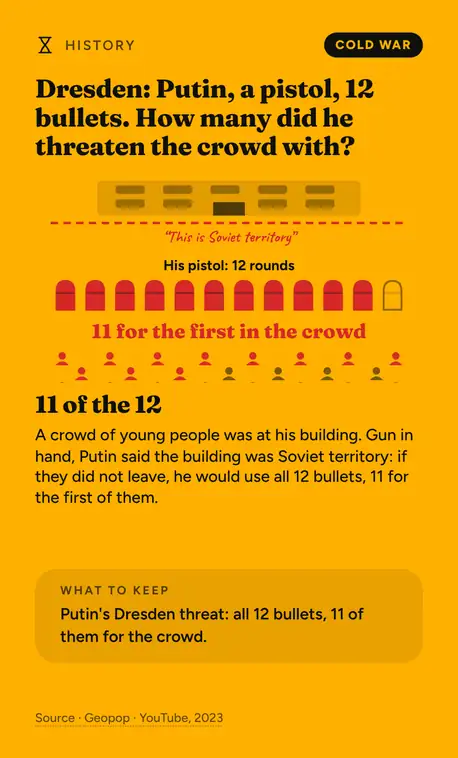 HISTORY
COLD WAR
Dresden: Putin, a pistol, 12
bullets. How many did he
threaten the crowd with?
"This is Soviet territory"
His pistol: 12 rounds
11 for the first in the crowd
11 of the 12
A crowd of young people was at his building. Gun in
hand, Putin said the building was Soviet territory: if
they did not leave, he would use all 12 bullets, 11 for
the first of them.
WHAT TO KEEP
Putin's Dresden threat: all 12 bullets, 11 of
them for the crowd.
Source · Geopop · YouTube, 2023